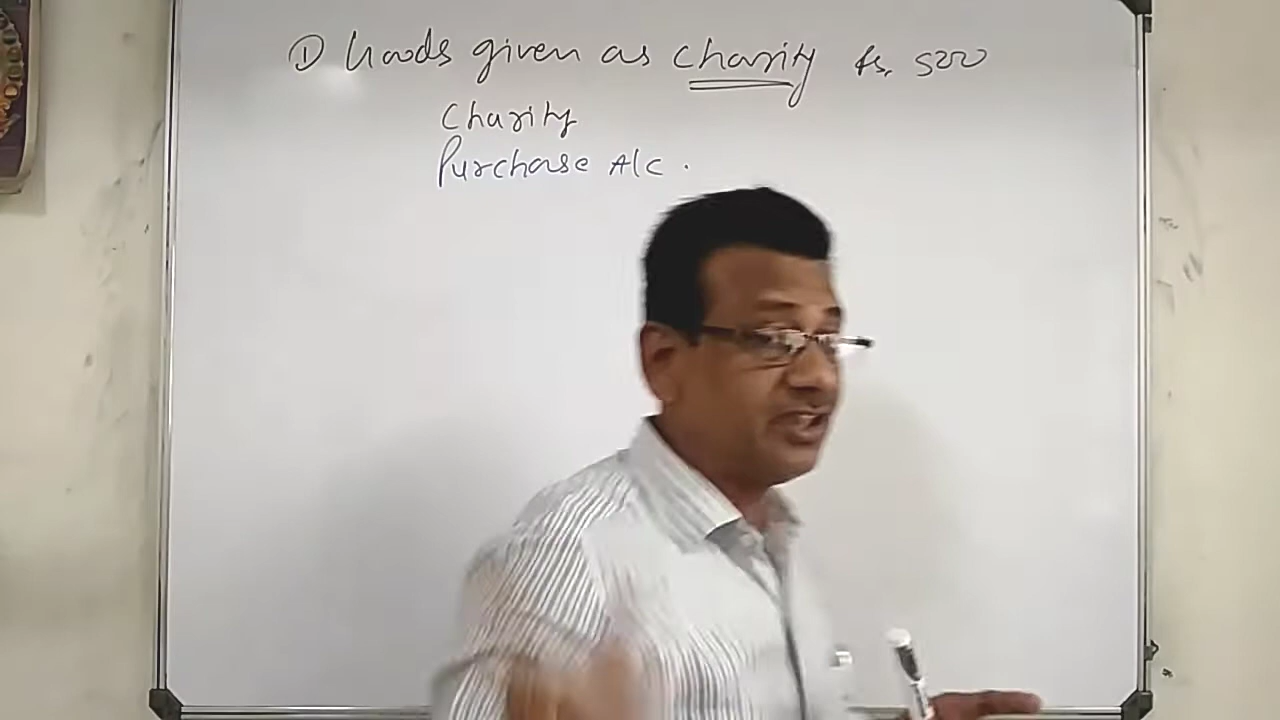 ① Goods given as charity Rs. 500
Charity
Purchase A/c.